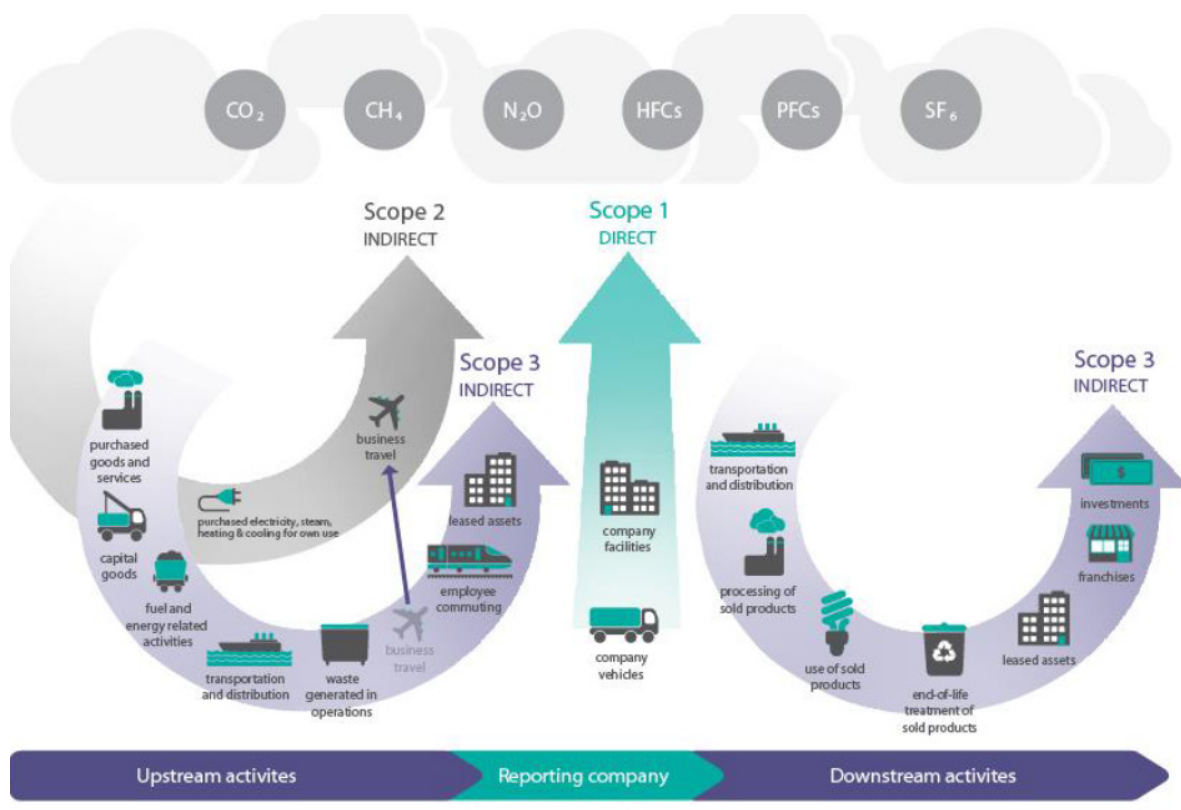 CO₂
CH₄
N₂O
HFCs
PFCs
SF₆
Scope 2
INDIRECT
Scope 1
DIRECT
Scope 3
INDIRECT
Scope 3
INDIRECT
purchased
goods and
services
capital
goods
fuel and
energy related
activities
transportation
and distribution
waste
generated in
operations
business
travel
employee
commuting
leased assets
purchased electricity, steam,
heating & cooling for own use
business
travel
company
facilities
company
vehicles
transportation
and distribution
processing of
sold products
use of sold
products
end-of-life
treatment of
sold products
leased assets
franchises
$
investments
Upstream activites
Reporting company
Downstream activites